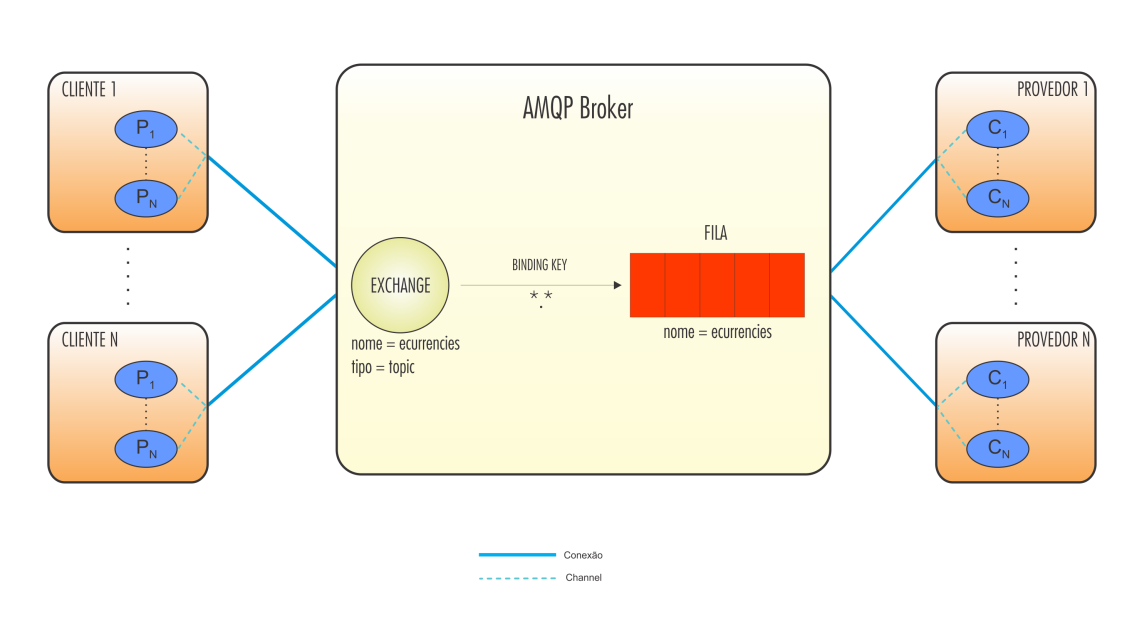 CLIENTE 1
P1
PN
CLIENTE N
P1
PN
AMQP Broker
EXCHANGE
nome = ecurrencies
tipo = topic
BINDING KEY
*.*
FILA
nome = ecurrencies
PROVEDOR 1
C1
CN
PROVEDOR N
C1
CN
Conexão
Channel